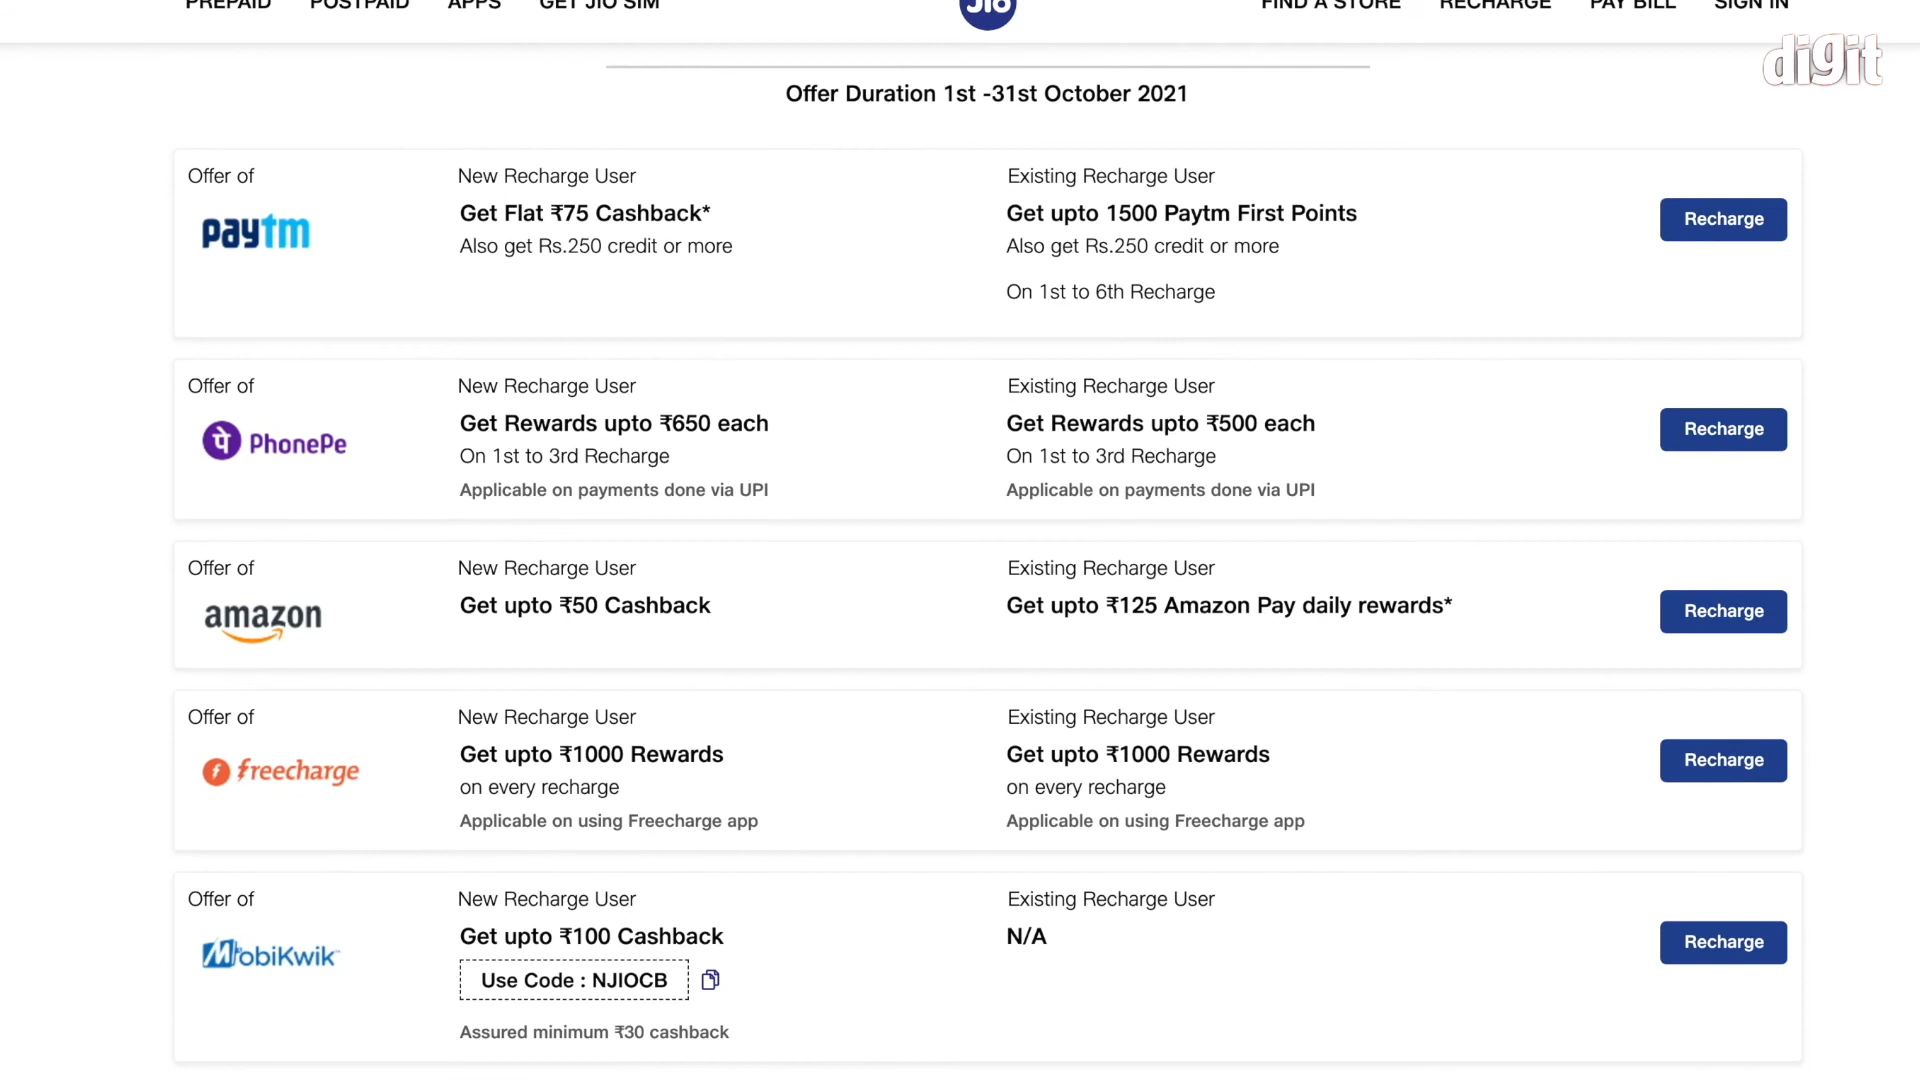 PREPAID POSTPAID APPS GET JIO SIM Jio FIND A STORE RECHARGE PAY BILL SIGN IN
digit
Offer Duration 1st -31st October 2021
Offer of New Recharge User Existing Recharge User
paytm Get Flat ₹75 Cashback* Get upto 1500 Paytm First Points Recharge
Also get Rs.250 credit or more Also get Rs.250 credit or more
On 1st to 6th Recharge
Offer of New Recharge User Existing Recharge User
पे PhonePe Get Rewards upto ₹650 each Get Rewards upto ₹500 each Recharge
On 1st to 3rd Recharge On 1st to 3rd Recharge
Applicable on payments done via UPI Applicable on payments done via UPI
Offer of New Recharge User Existing Recharge User
amazon Get upto ₹50 Cashback Get upto ₹125 Amazon Pay daily rewards* Recharge
Offer of New Recharge User Existing Recharge User
freecharge Get upto ₹1000 Rewards Get upto ₹1000 Rewards Recharge
on every recharge on every recharge
Applicable on using Freecharge app Applicable on using Freecharge app
Offer of New Recharge User Existing Recharge User
MobiKwik Get upto ₹100 Cashback N/A Recharge
Use Code : NJIOCB
Assured minimum ₹30 cashback